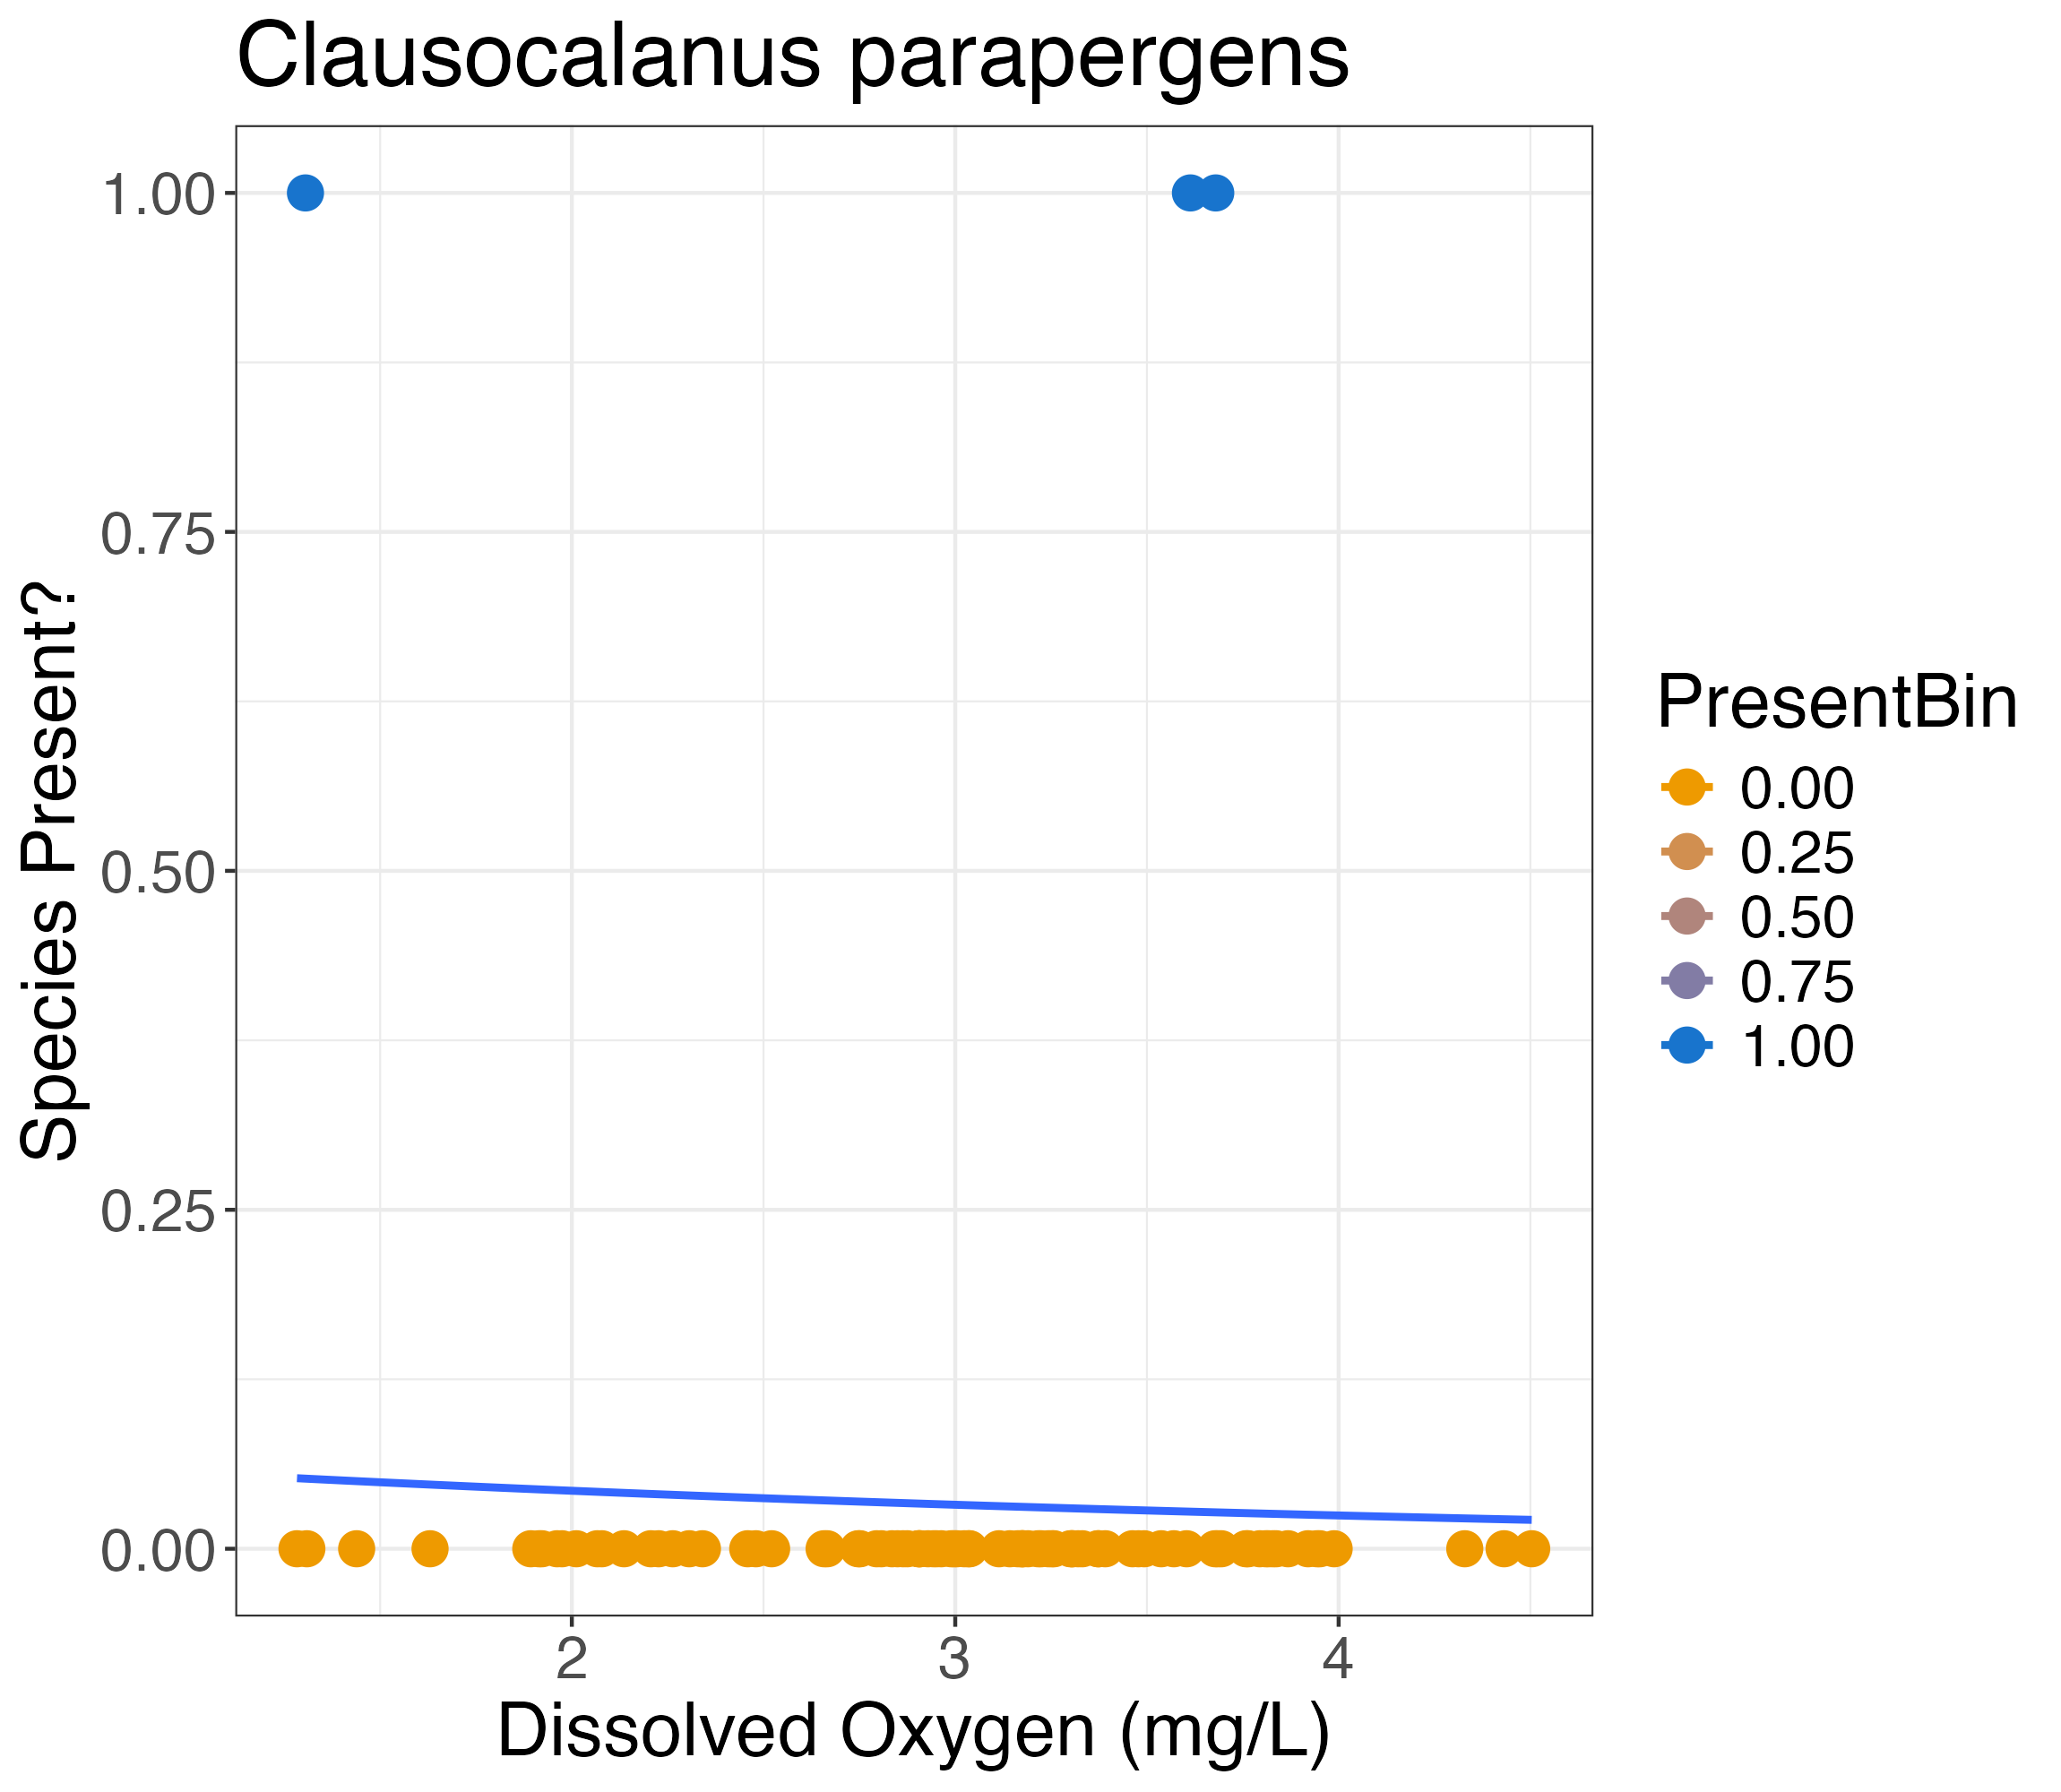 Clausocalanus parapergens
1.00
0.75
0.50
0.25
0.00
Species Present?
2 3 4
Dissolved Oxygen (mg/L)
PresentBin
0.00
0.25
0.50
0.75
1.00